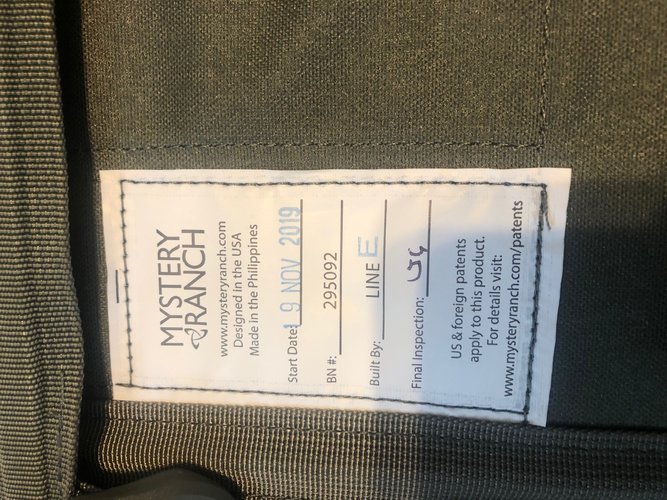 MYSTERY
RANCH
www.mysteryranch.com
Designed in the USA
Made in the Philippines
Start Date: 9 NOV 2019
BN #: 295092
Built By: LINE E
Final Inspection:
US & foreign patents
apply to this product.
For details visit:
www.mysteryranch.com/patents